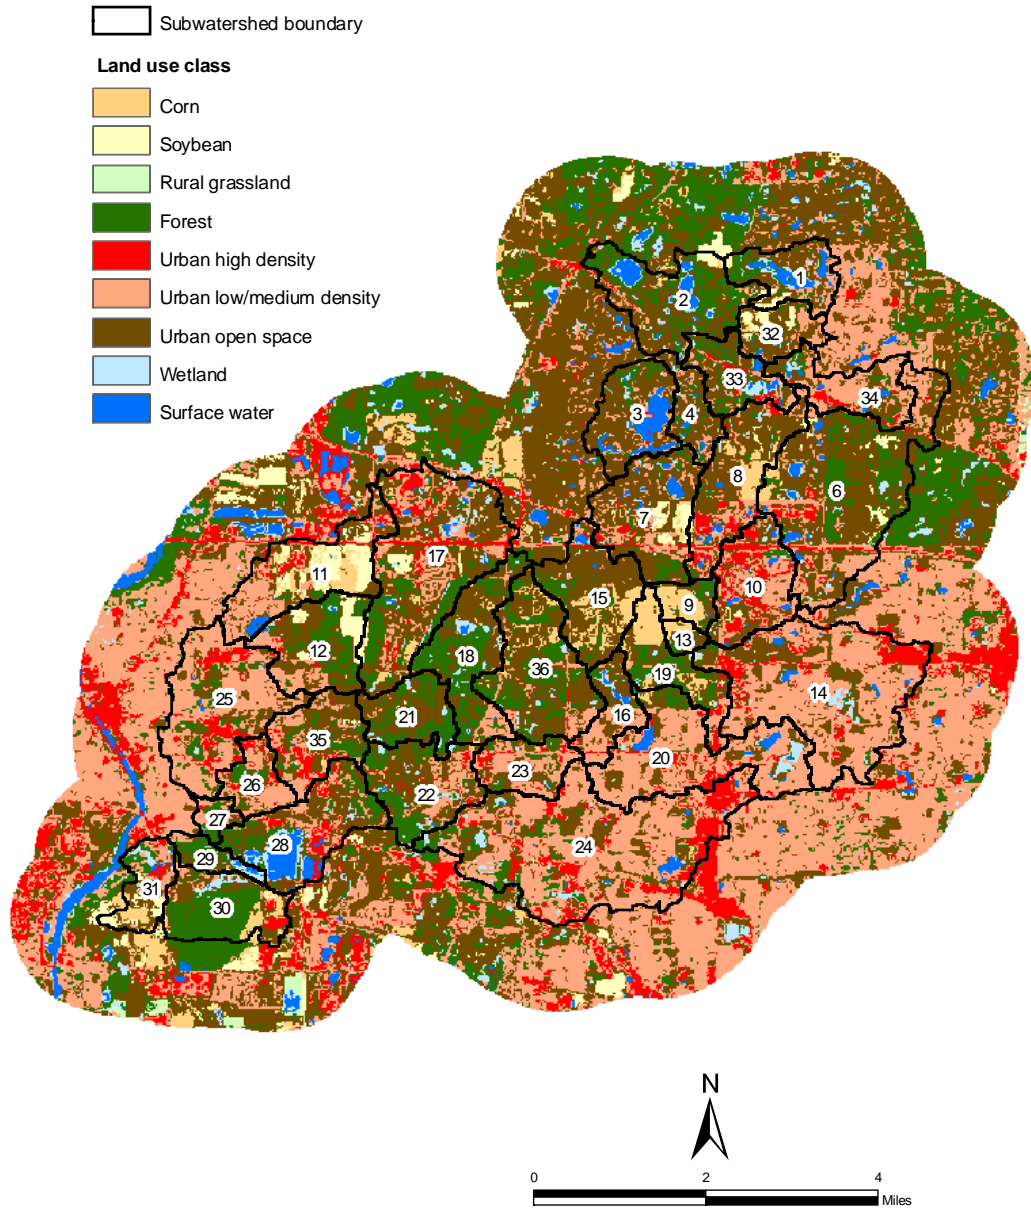 Subwatershed boundary
Land use class
Corn
Soybean
Rural grassland
Forest
Urban high density
Urban low/medium density
Urban open space
Wetland
Surface water
1
2
32
33
34
3
4
8
6
7
17
11
10
15
9
13
12
18
36
19
25
21
16
14
35
20
23
26
22
27
28
24
29
31
30
N
0 2 4
Miles